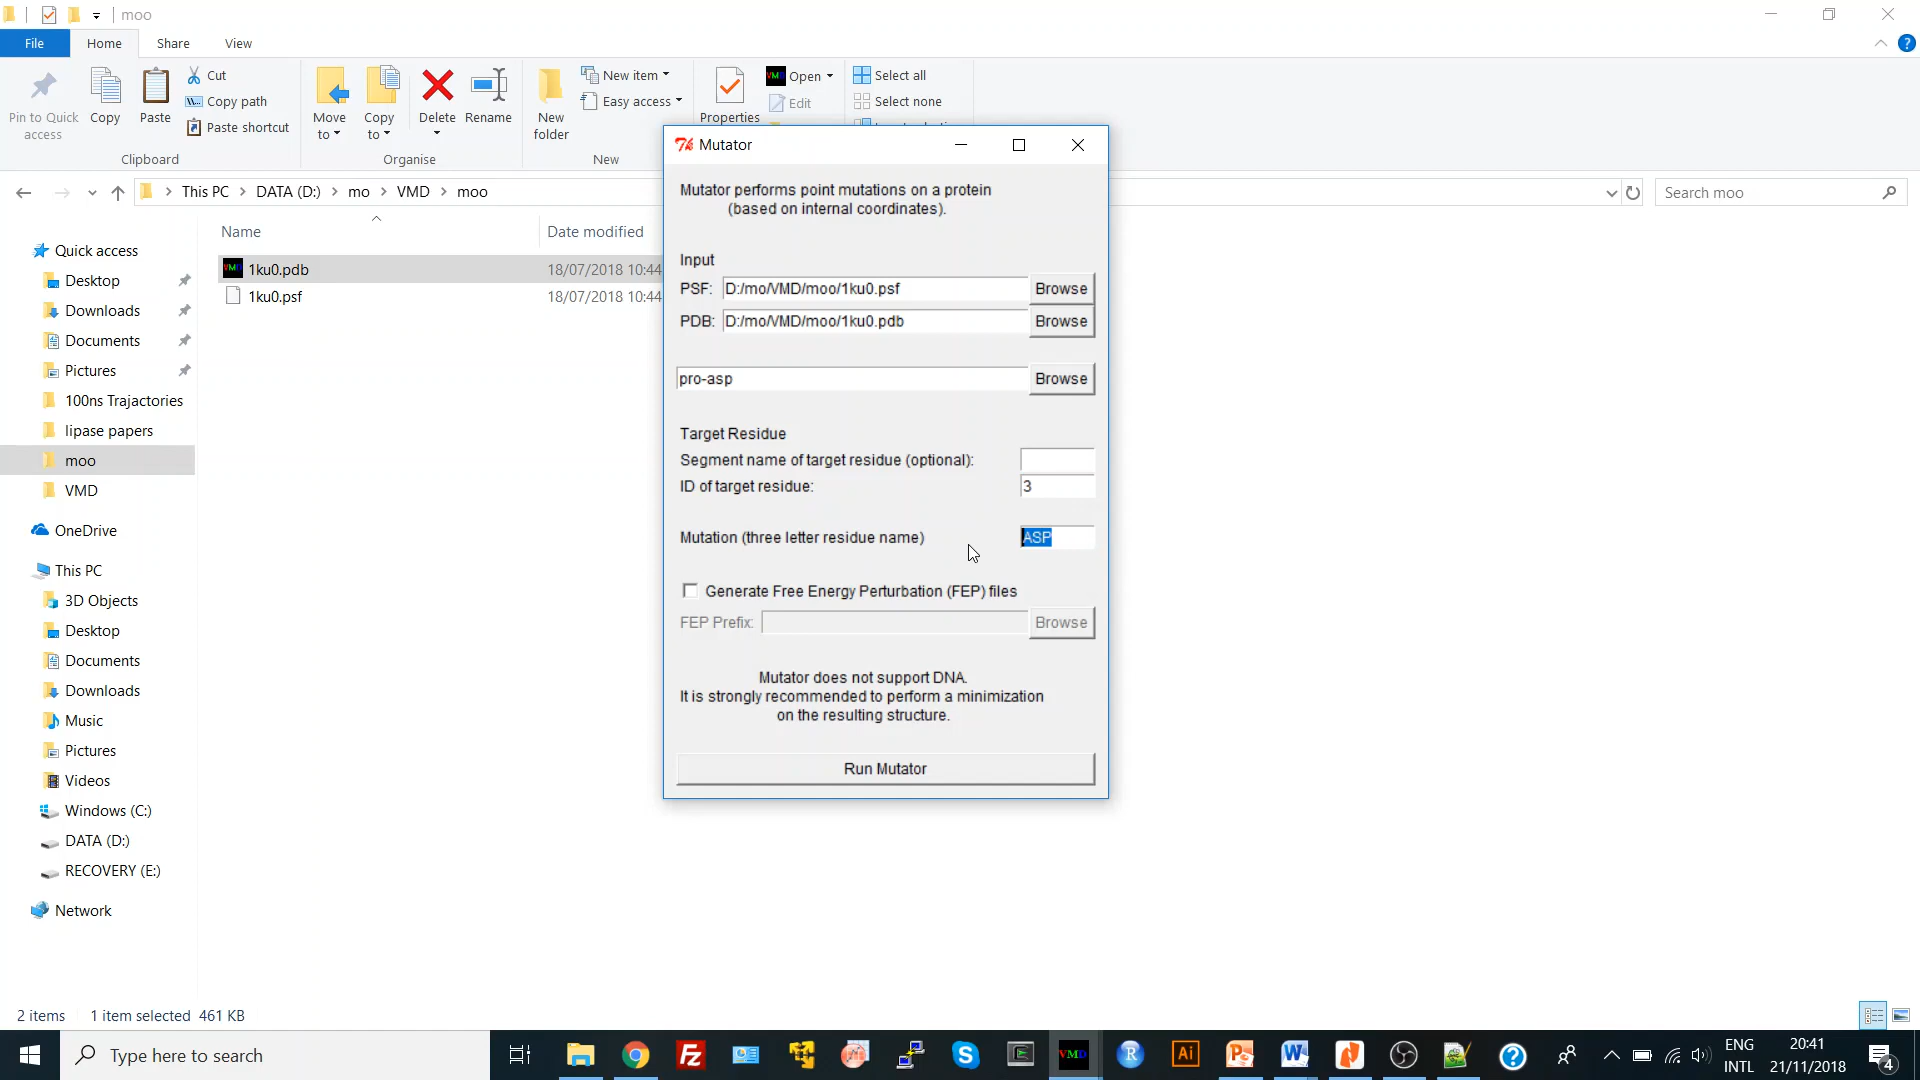 moo
File Home Share View
Pin to Quick access
Copy
Paste
Cut
Copy path
Paste shortcut
Clipboard
Move to
Copy to
Delete
Rename
Organise
New folder
New item
Easy access
New
Properties
Open
Edit
Select all
Select none
This PC > DATA (D:) > mo > VMD > moo
Search moo
Name Date modified
1ku0.pdb 18/07/2018 10:44
1ku0.psf 18/07/2018 10:44
Quick access
Desktop
Downloads
Documents
Pictures
100ns Trajactories
lipase papers
moo
VMD
OneDrive
This PC
3D Objects
Desktop
Documents
Downloads
Music
Pictures
Videos
Windows (C:)
DATA (D:)
RECOVERY (E:)
Network
2 items 1 item selected 461 KB
Mutator
Mutator performs point mutations on a protein
(based on internal coordinates).
Input
PSF: D:/mo/VMD/moo/1ku0.psf Browse
PDB: D:/mo/VMD/moo/1ku0.pdb Browse
pro-asp Browse
Target Residue
Segment name of target residue (optional):
ID of target residue: 3
Mutation (three letter residue name) ASP
Generate Free Energy Perturbation (FEP) files
FEP Prefix: Browse
Mutator does not support DNA.
It is strongly recommended to perform a minimization
on the resulting structure.
Run Mutator
Type here to search
VMD
R
Ai
ENG
INTL
20:41
21/11/2018
4